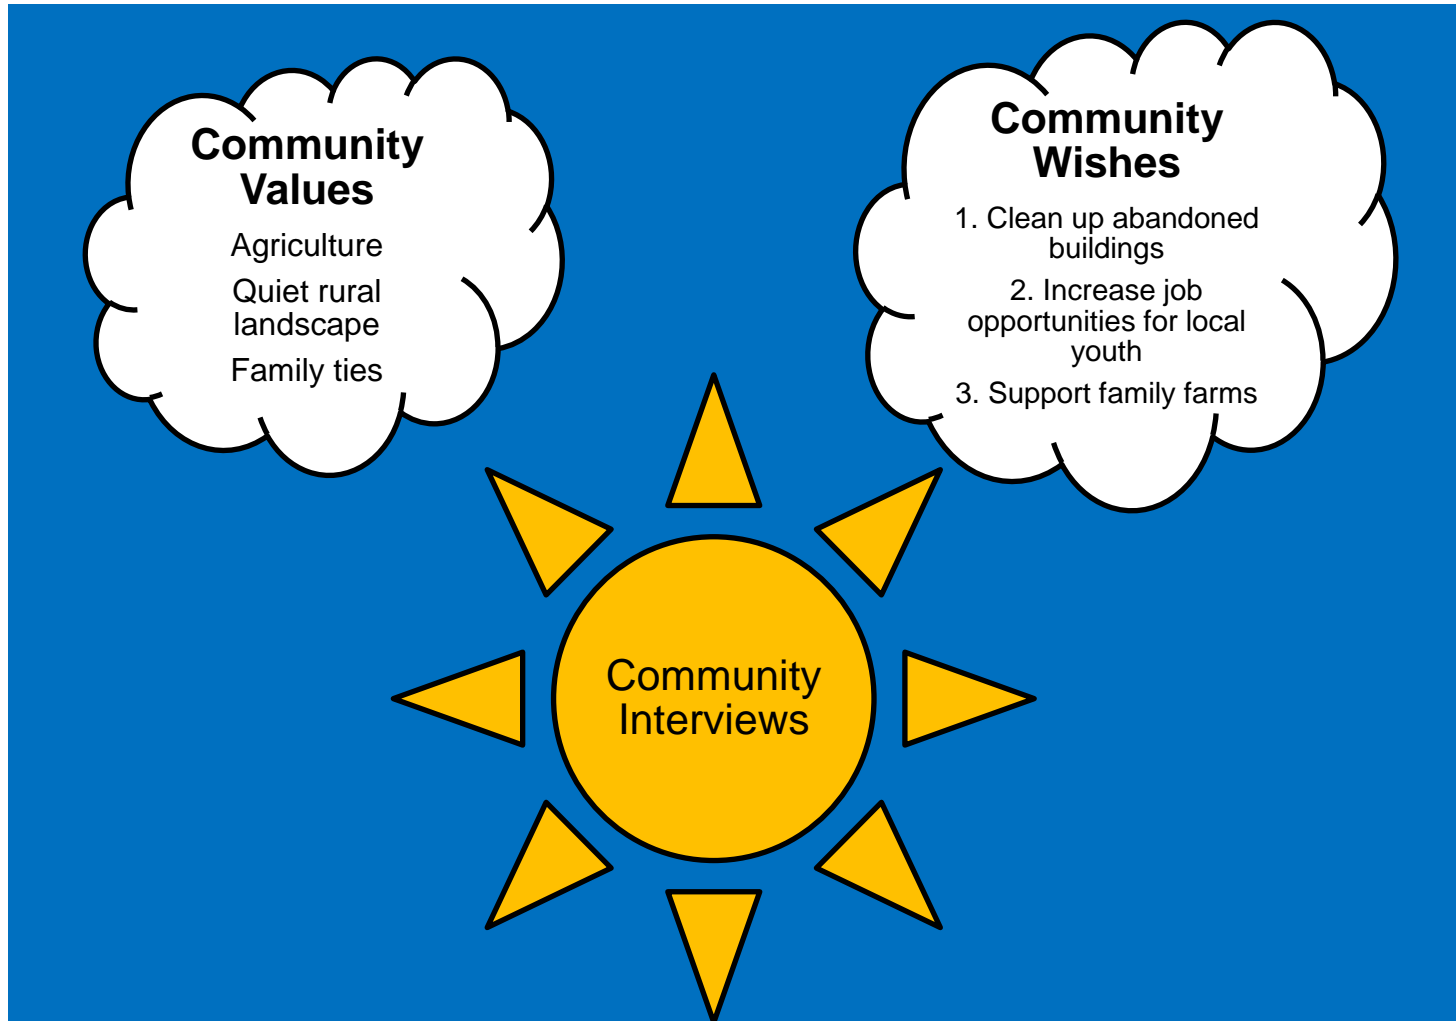 Community
Values
Agriculture
Quiet rural
landscape
Family ties
Community
Wishes
1. Clean up abandoned
buildings
2. Increase job
opportunities for local
youth
3. Support family farms
Community
Interviews